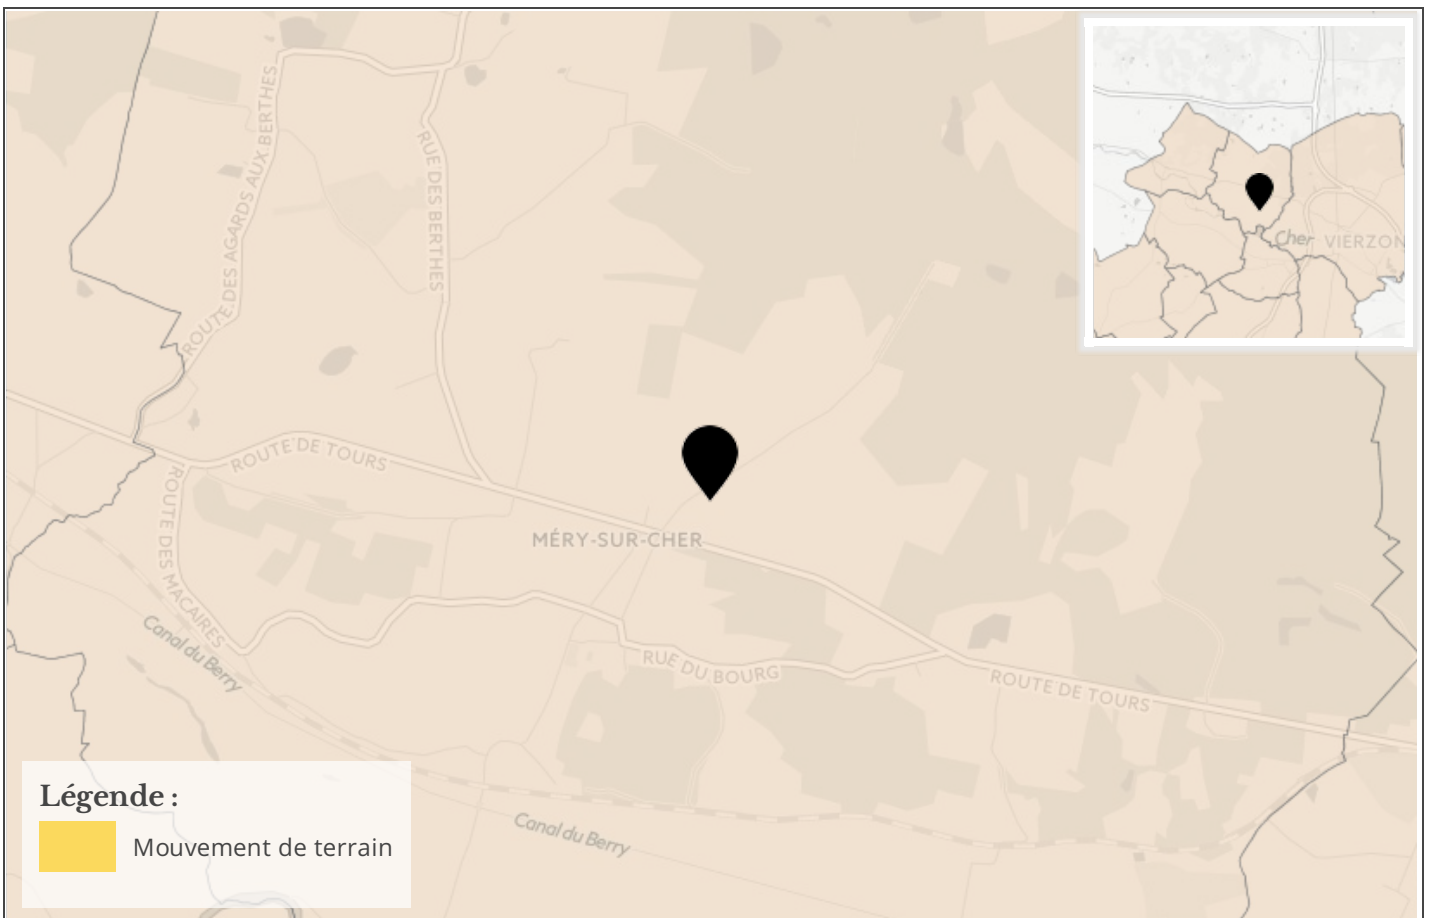 ROUTE DES AGARDS AUX BERTHES
RUE DES BERTHES
Cher
VIERZON
ROUTE DE TOURS
MÉRY-SUR-CHER
ROUTE DES MACAIRES
Canal du Berry
RUE DU BOURG
ROUTE DE TOURS
Canal du Berry
Légende :
Mouvement de terrain